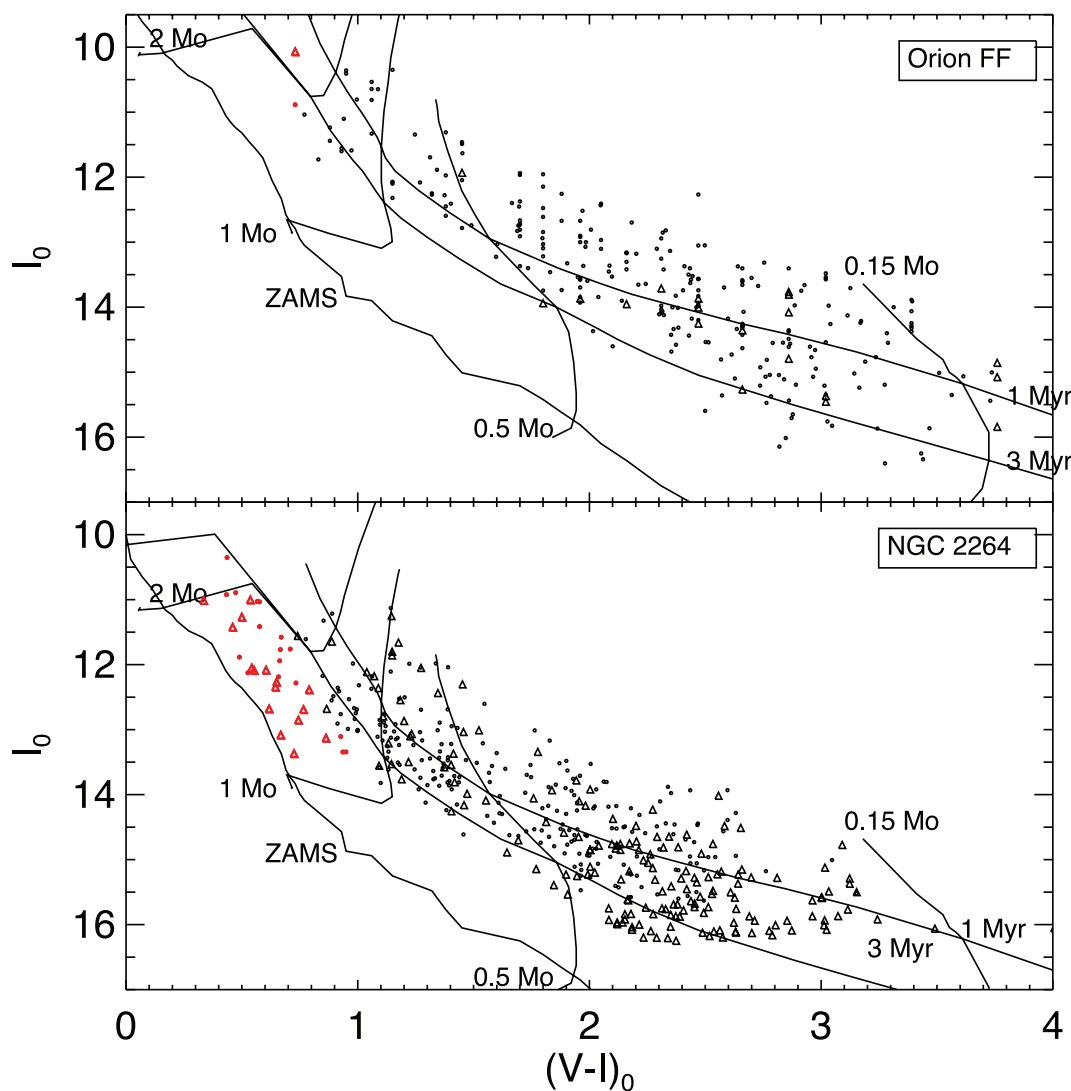 2 Mo
Orion FF
10
12
14
16
I₀
1 Mo
ZAMS
0.5 Mo
0.15 Mo
1 Myr
3 Myr
NGC 2264
10
12
14
16
I₀
2 Mo
1 Mo
ZAMS
0.5 Mo
0.15 Mo
1 Myr
3 Myr
0 1 2 3 4
(V-I)₀